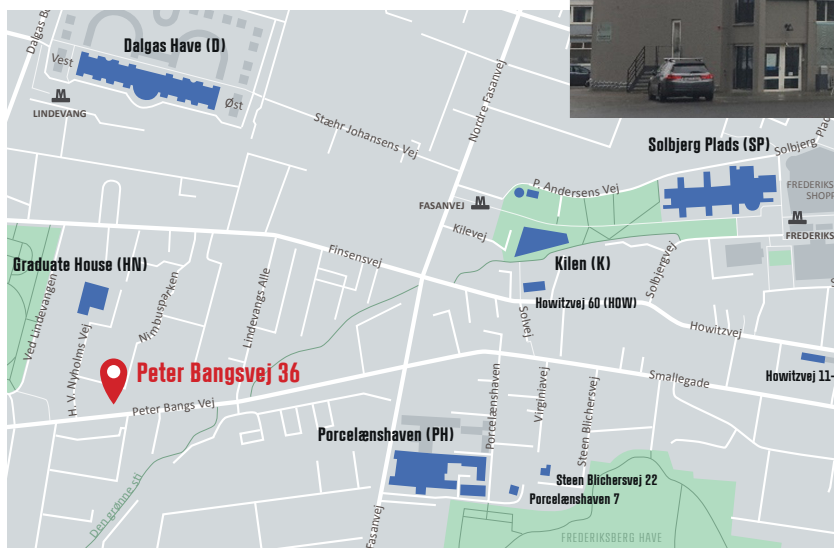 Dalgas B
Dalgas Have (D)
Vest
Øst
M
LINDEVANG
Stæhr Johansens Vej
Nordre Fasanvej
Solbjerg Plads (SP)
Solbjerg Plads
P. Andersens Vej
FASANVEJ
M
Kilevej
FREDERIKS
SHOPP
M
FREDERIKS
Finsensvej
Graduate House (HN)
Kilen (K)
Solbjergvej
Ved Lindevangen
Nimbusparken
Lindevangs Alle
Howitzvej 60 (HOW)
Solvej
Howitzvej
H. V. Nyholms Vej
Peter Bangsvej 36
Peter Bangs Vej
Howitzvej 11-
Smallegade
Porcelænshaven
Virginiavej
Steen Blichersvej
Porcelænshaven (PH)
Steen Blichersvej 22
Porcelænshaven 7
Den grønne sti
Fasanvej
FREDERIKSBERG HAVE